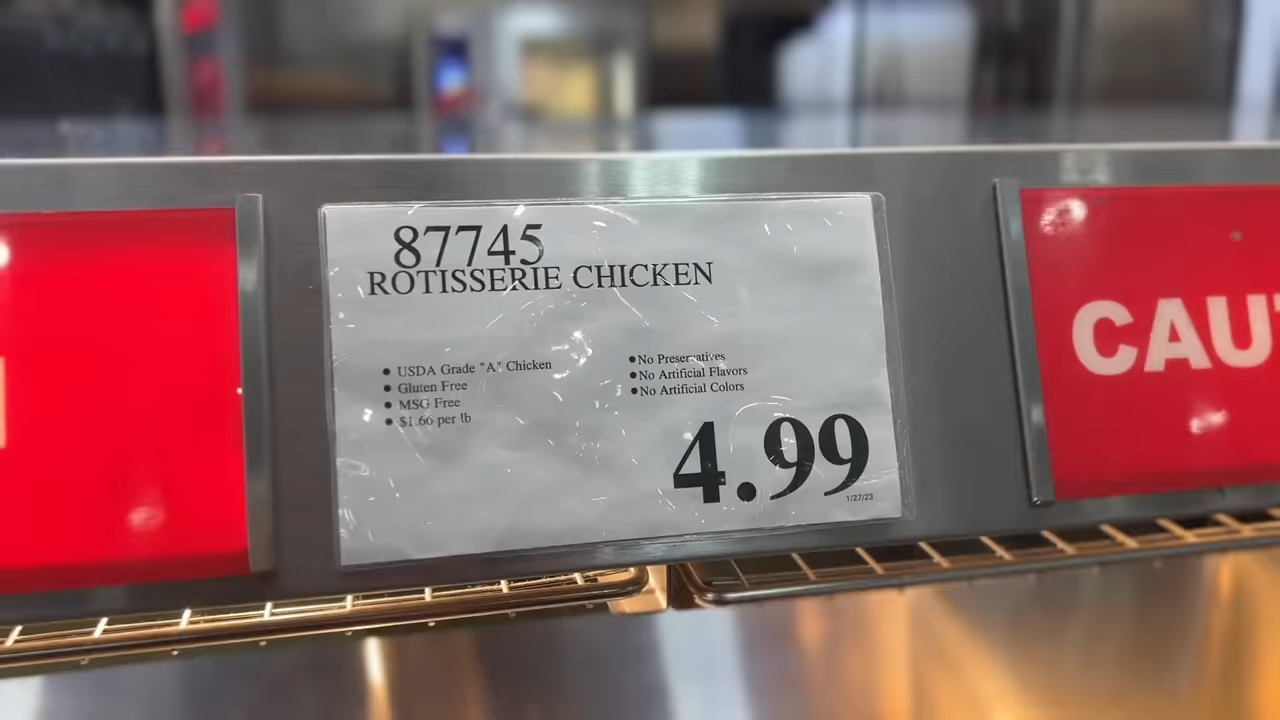 87745
ROTISSERIE CHICKEN
● USDA Grade "A" Chicken
● Gluten Free
● MSG Free
● $1.66 per lb
●No Preservatives
●No Artificial Flavors
●No Artificial Colors
4.99
1/27/23
CAU